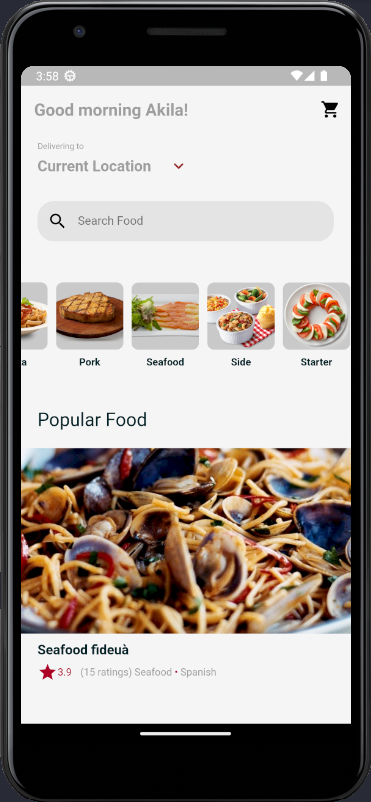 3:58
Good morning Akila!
Delivering to
Current Location
Search Food
a Pork Seafood Side Starter
Popular Food
Seafood fideuà
3.9 (15 ratings) Seafood • Spanish